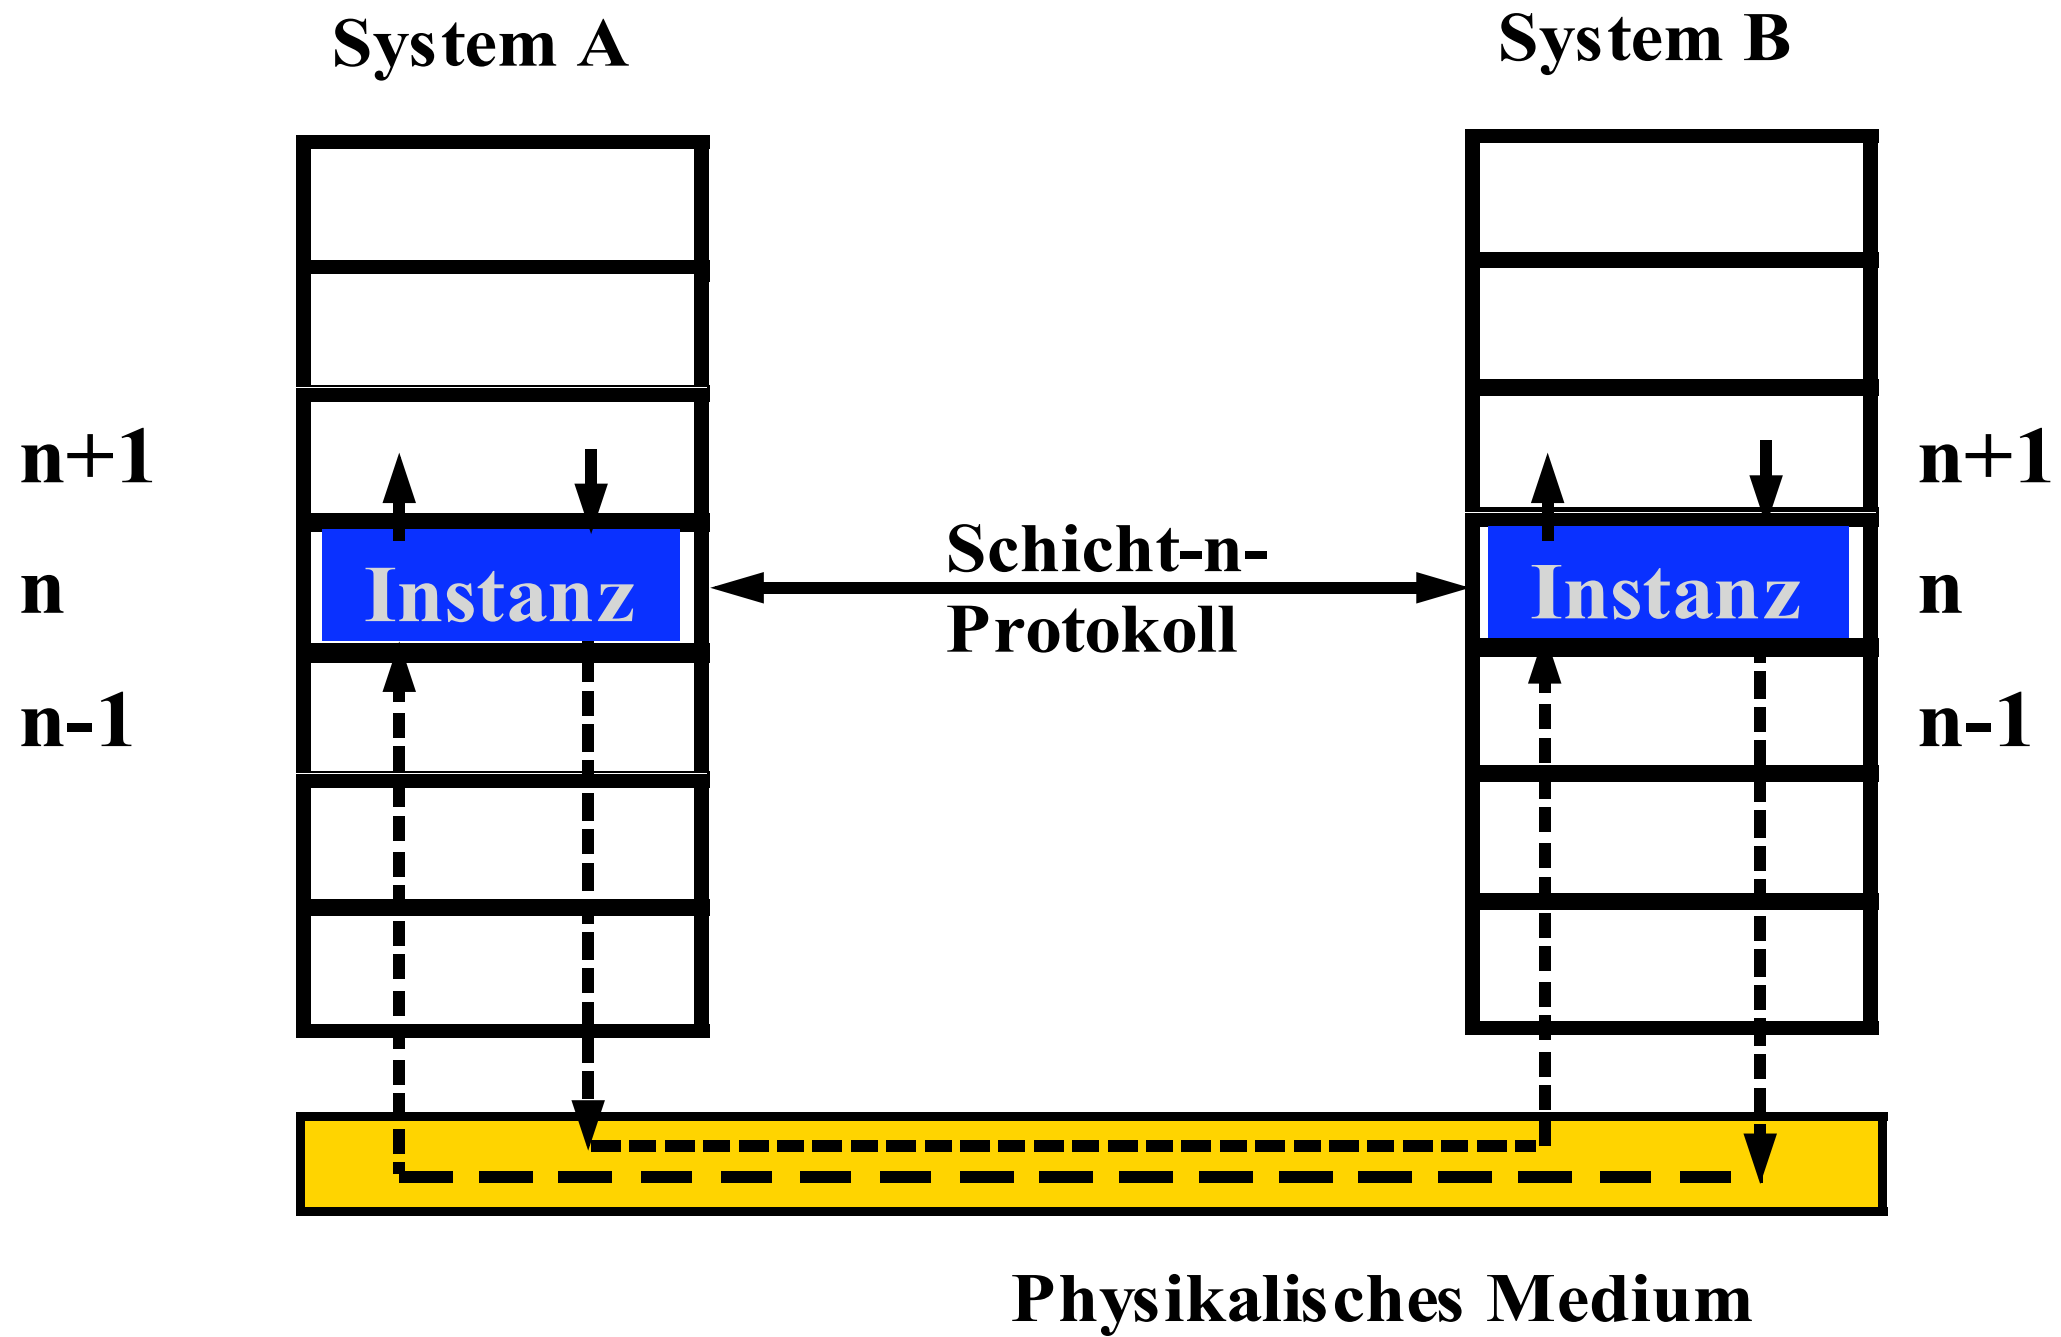 System A
System B
n+1
n+1
Schicht-n-
Protokoll
n
Instanz
Instanz
n
n-1
n-1
Physikalisches Medium